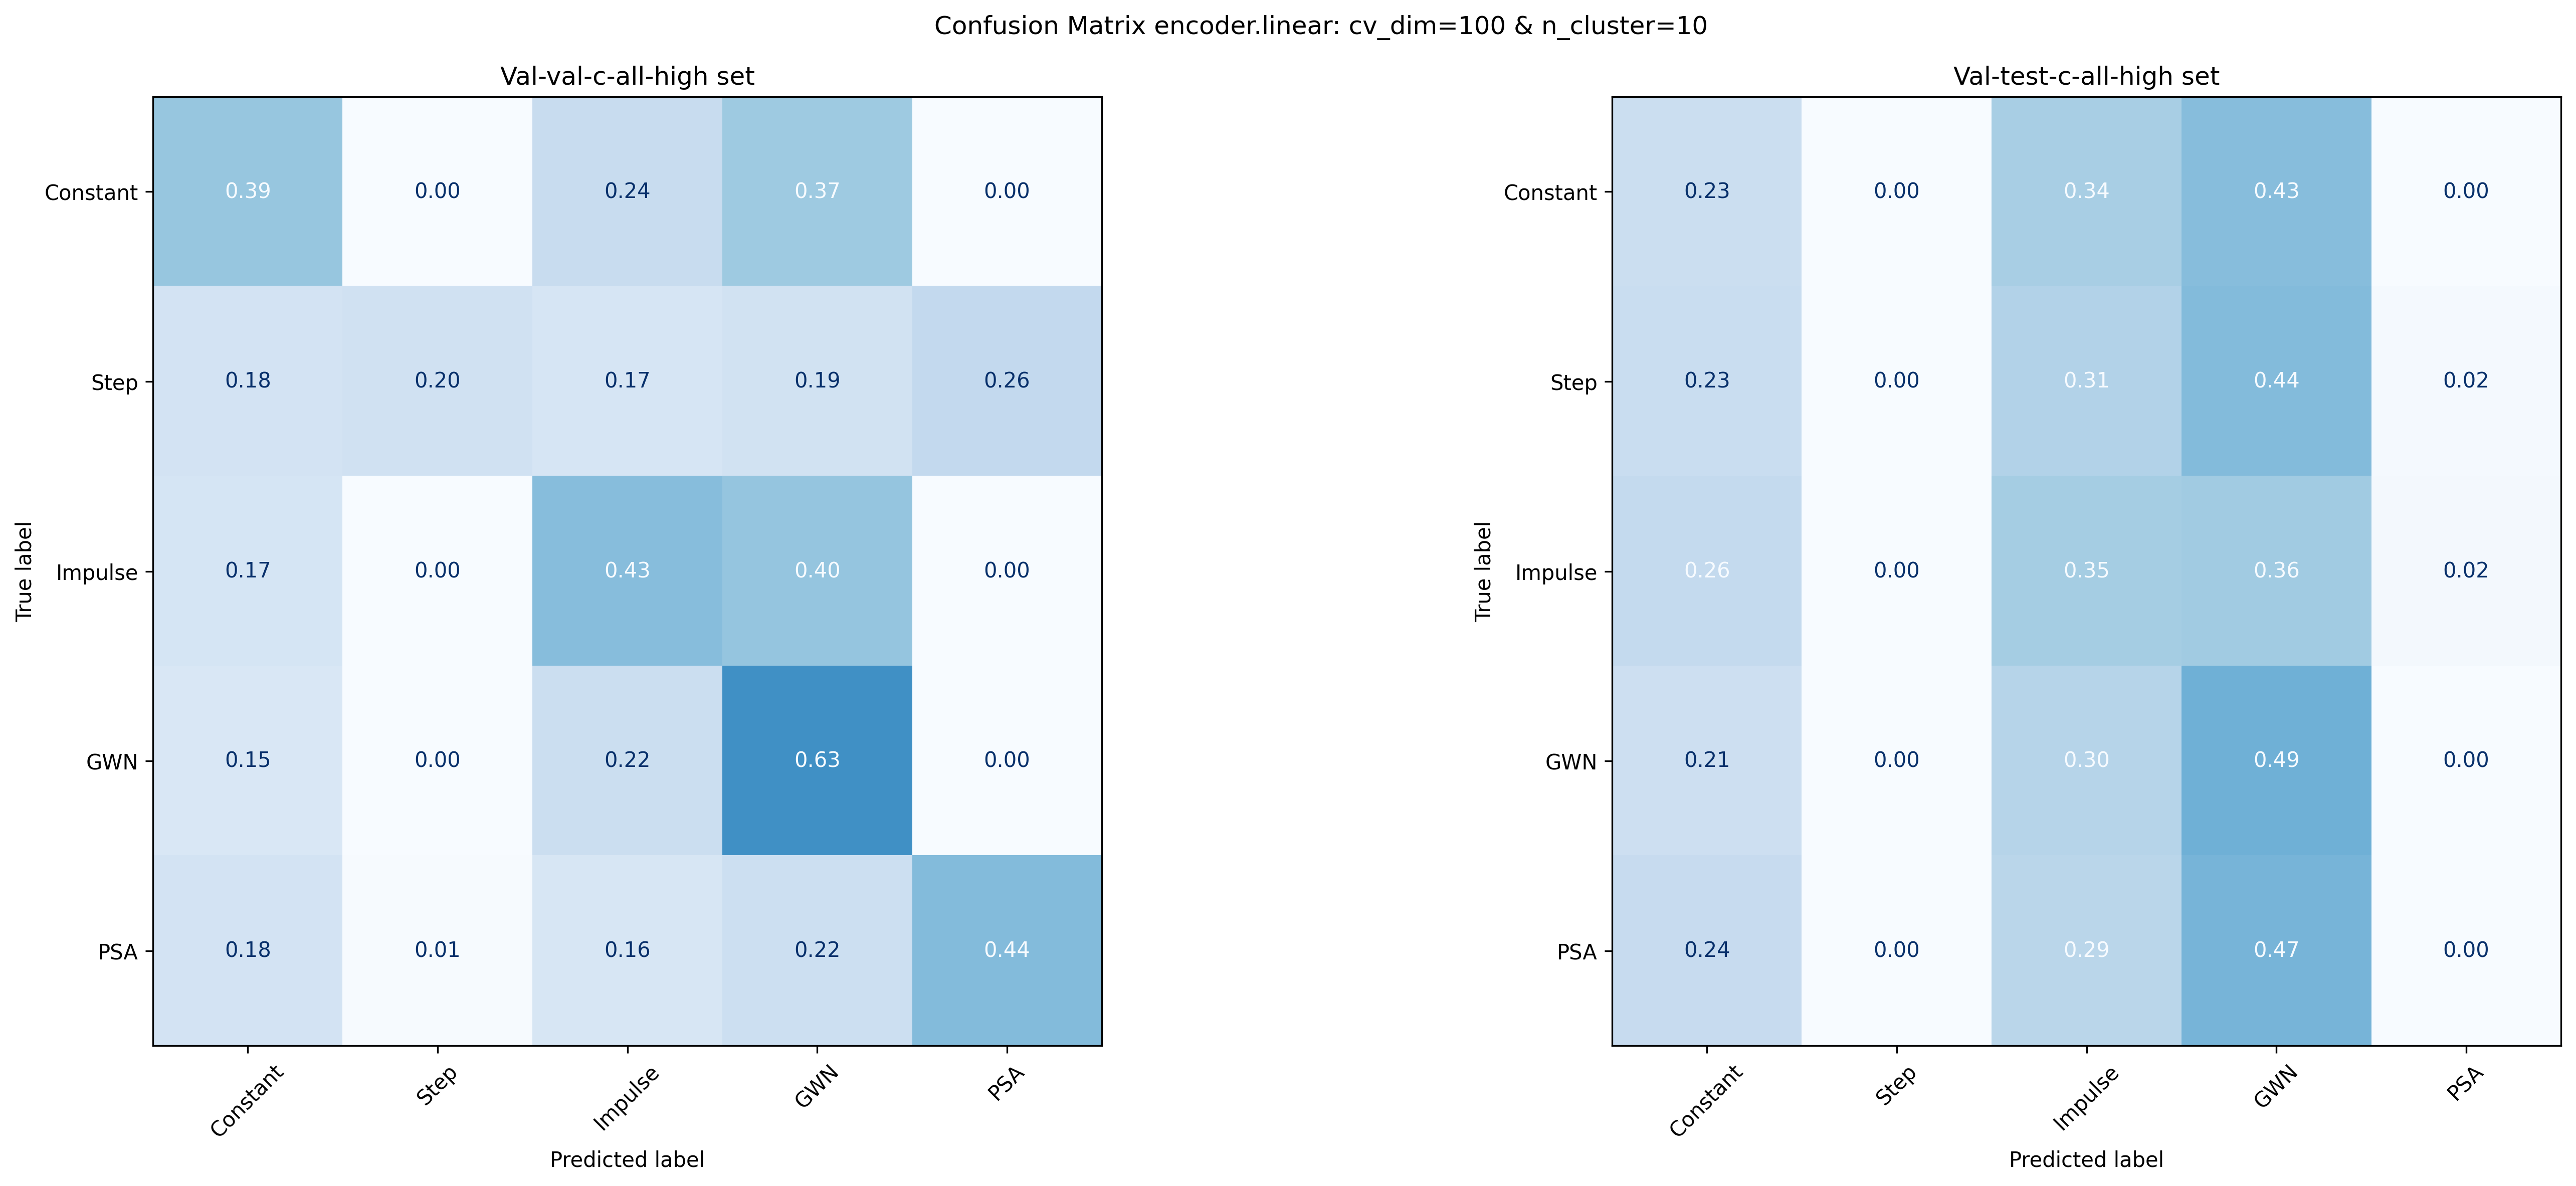 Confusion Matrix encoder.linear: cv_dim=100 & n_cluster=10
Val-val-c-all-high set
True label
Constant 0.39 0.00 0.24 0.37 0.00
Step 0.18 0.20 0.17 0.19 0.26
Impulse 0.17 0.00 0.43 0.40 0.00
GWN 0.15 0.00 0.22 0.63 0.00
PSA 0.18 0.01 0.16 0.22 0.44
Constant Step Impulse GWN PSA
Predicted label
Val-test-c-all-high set
True label
Constant 0.23 0.00 0.34 0.43 0.00
Step 0.23 0.00 0.31 0.44 0.02
Impulse 0.26 0.00 0.35 0.36 0.02
GWN 0.21 0.00 0.30 0.49 0.00
PSA 0.24 0.00 0.29 0.47 0.00
Constant Step Impulse GWN PSA
Predicted label